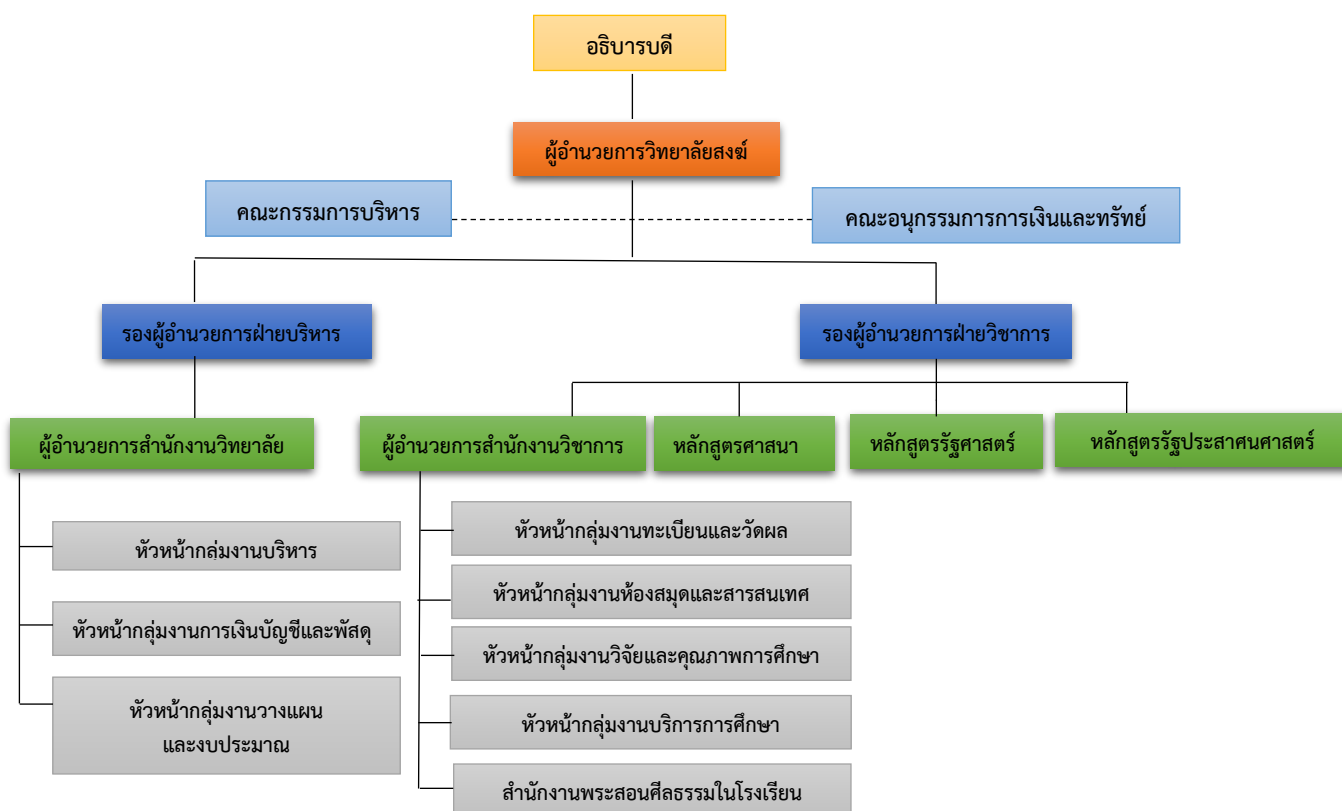 อธิบารบดี
ผู้อำนวยการวิทยาลัยสงฆ์
คณะกรรมการบริหาร
คณะอนุกรรมการการเงินและทรัทย์
รองผู้อำนวยการฝ่ายบริหาร
รองผู้อำนวยการฝ่ายวิชาการ
ผู้อำนวยการสำนักงานวิทยาลัย
ผู้อำนวยการสำนักงานวิชาการ
หลักสูตรศาสนา
หลักสูตรรัฐศาสตร์
หลักสูตรรัฐประสาศนศาสตร์
หัวหน้ากลุ่มงานบริหาร
หัวหน้ากลุ่มงานการเงินบัญชีและพัสดุ
หัวหน้ากลุ่มงานวางแผน
และงบประมาณ
หัวหน้ากลุ่มงานทะเบียนและวัดผล
หัวหน้ากลุ่มงานห้องสมุดและสารสนเทศ
หัวหน้ากลุ่มงานวิจัยและคุณภาพการศึกษา
หัวหน้ากลุ่มงานบริการการศึกษา
สำนักงานพระสอนศีลธรรมในโรงเรียน